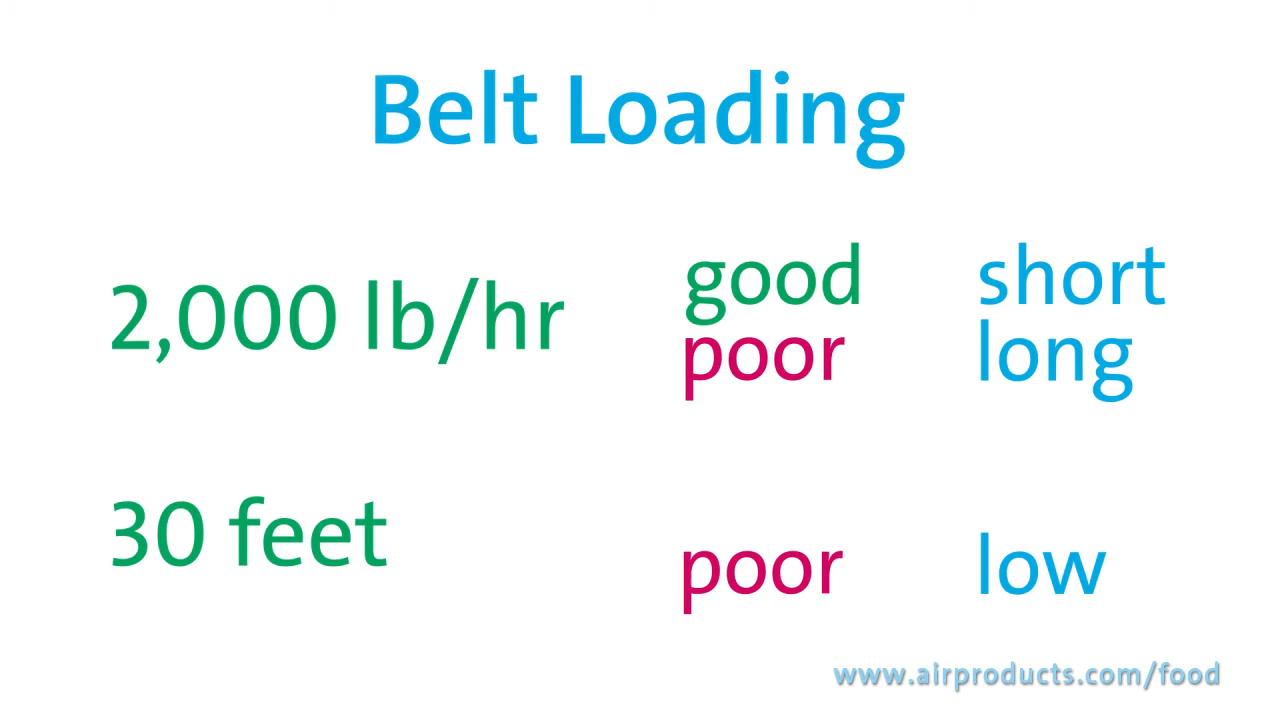 Belt Loading
2,000 lb/hr
good short
poor long
30 feet
poor low
www.airproducts.com/food